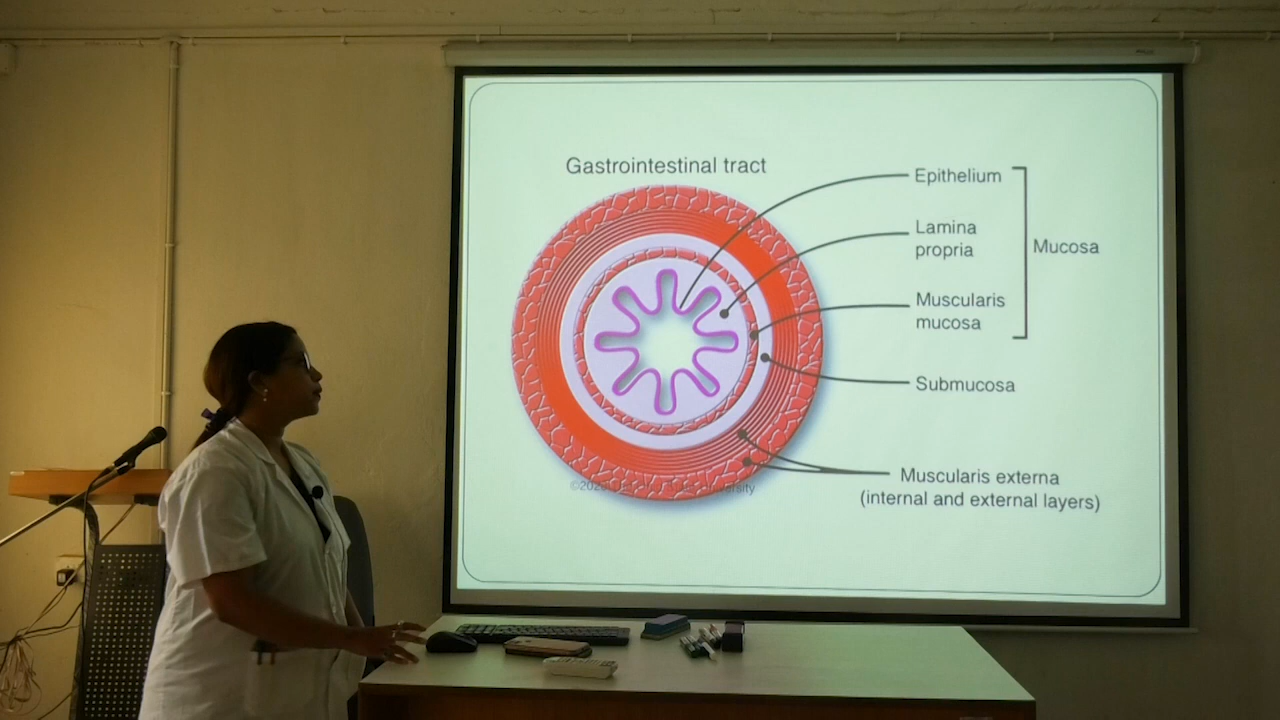 Gastrointestinal tract
Epithelium
Lamina
propria
Mucosa
Muscularis
mucosa
Submucosa
Muscularis externa
(internal and external layers)